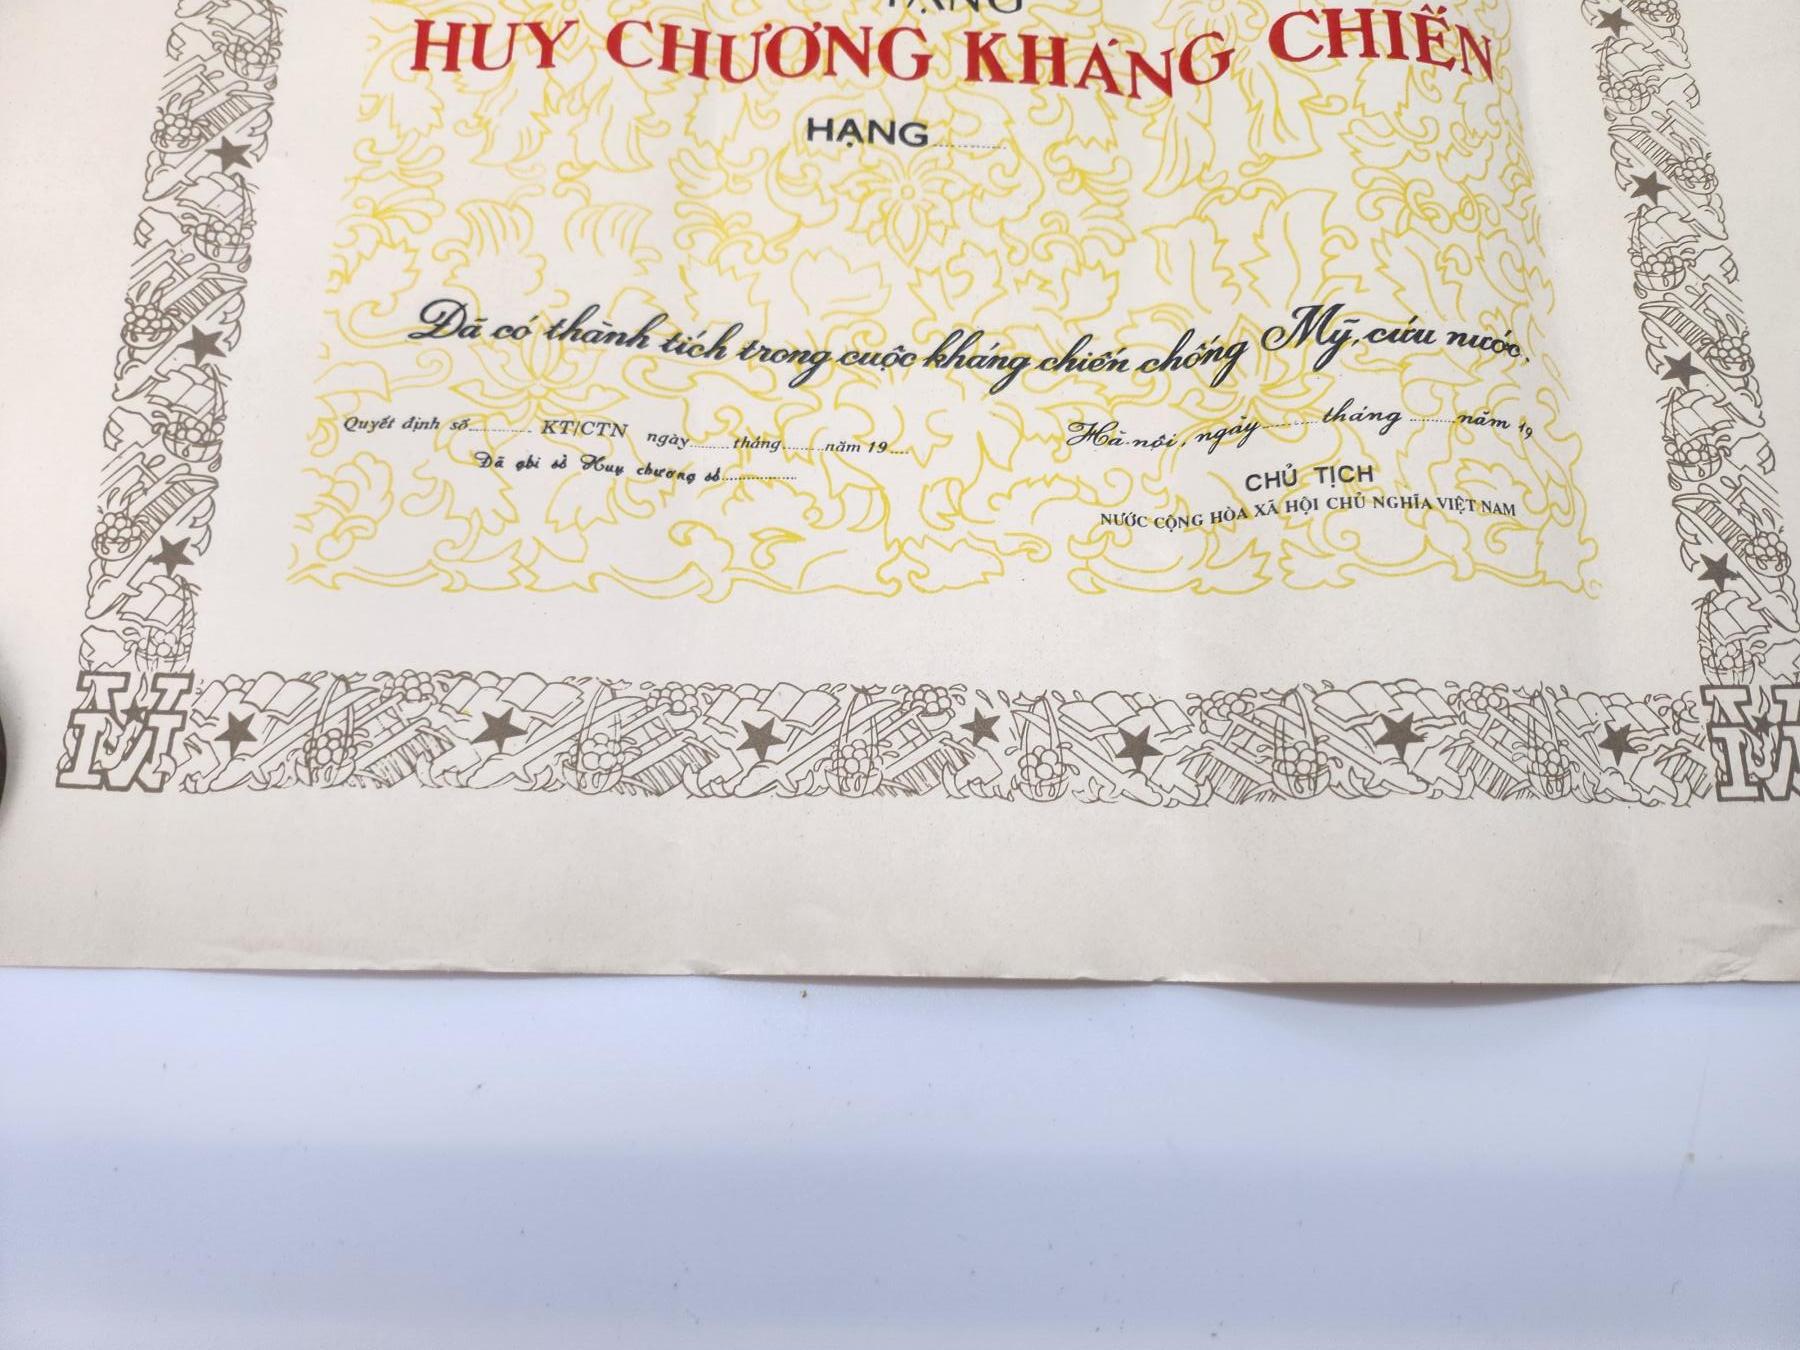 TẶNG
HUY CHƯƠNG KHÁNG CHIẾN
HẠNG..........
Đã có thành tích trong cuộc kháng chiến chống Mỹ, cứu nước.
Quyết định số.......... KT/CTN ngày.......tháng.......năm 19....
Đã ghi sổ Huy chương số..............
Hà-nội, ngày.......... tháng ........năm 19
CHỦ TỊCH
NƯỚC CỘNG HÒA XÃ HỘI CHỦ NGHĨA VIỆT NAM